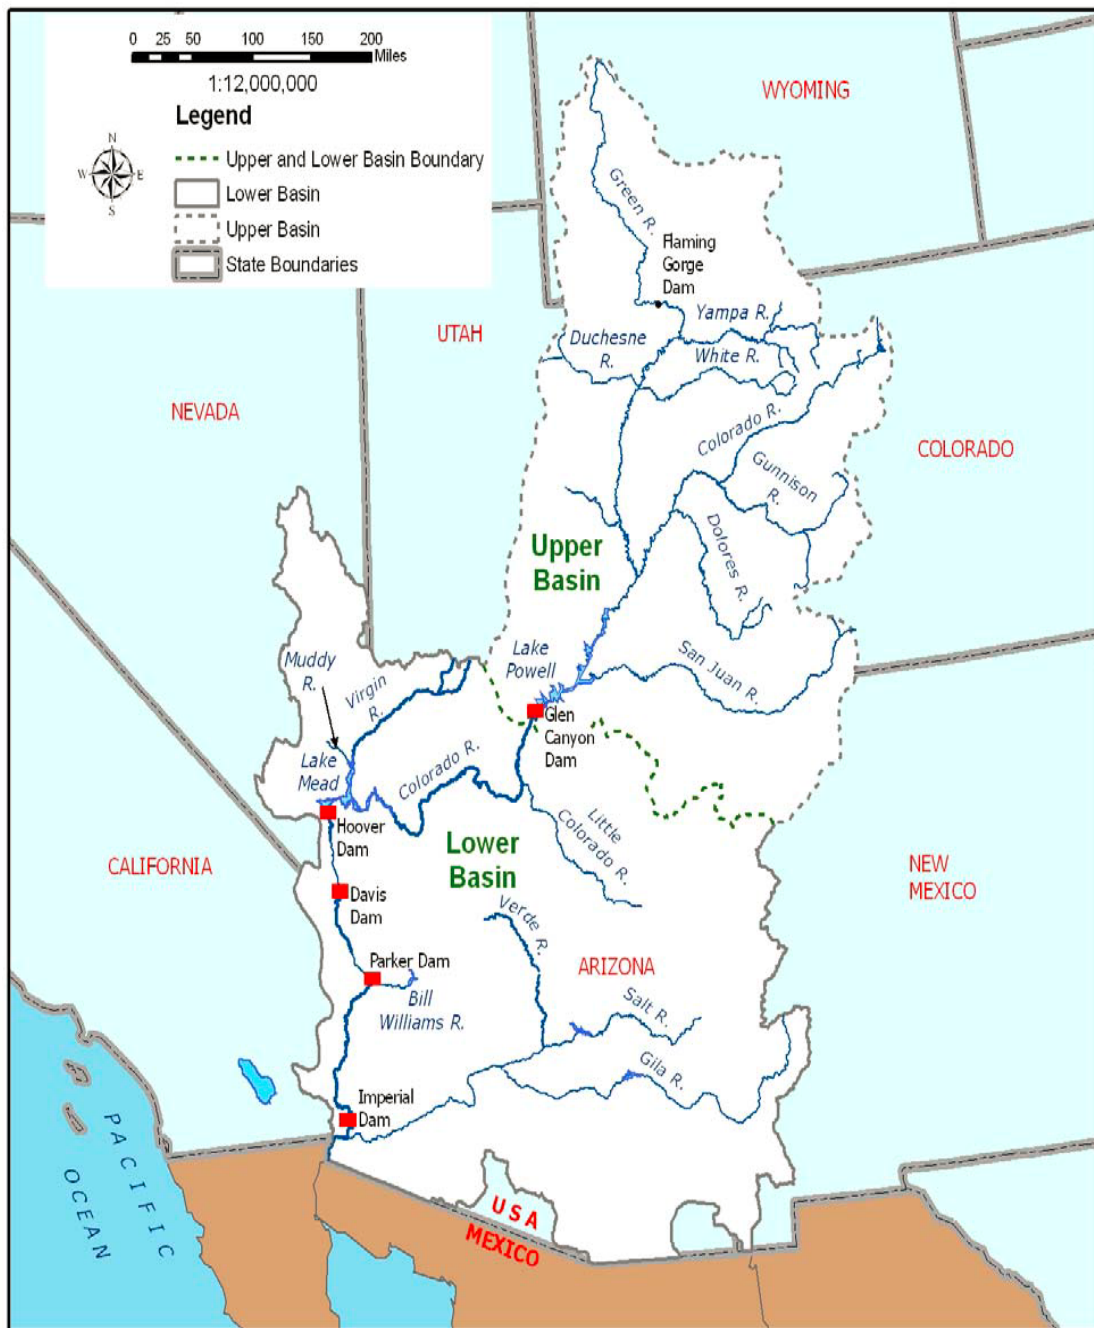 0 25 50 100 150 200
Miles
1:12,000,000
Legend
N
W E
S
Upper and Lower Basin Boundary
Lower Basin
Upper Basin
State Boundaries
WYOMING
Green R.
Flaming
Gorge
Dam
UTAH
Yampa R.
Duchesne
R.
White R.
NEVADA
Colorado R.
COLORADO
Gunnison
R.
Dolores R.
Upper
Basin
Lake
Powell
San Juan R.
Muddy
R.
Virgin
R.
Glen
Canyon
Dam
Lake
Mead
Colorado R.
Hoover
Dam
Little
Colorado R.
Lower
Basin
CALIFORNIA
NEW
MEXICO
Davis
Dam
Verde R.
Parker Dam
ARIZONA
Bill
Williams R.
Salt R.
Gila R.
Imperial
Dam
PACIFIC
OCEAN
USA
MEXICO